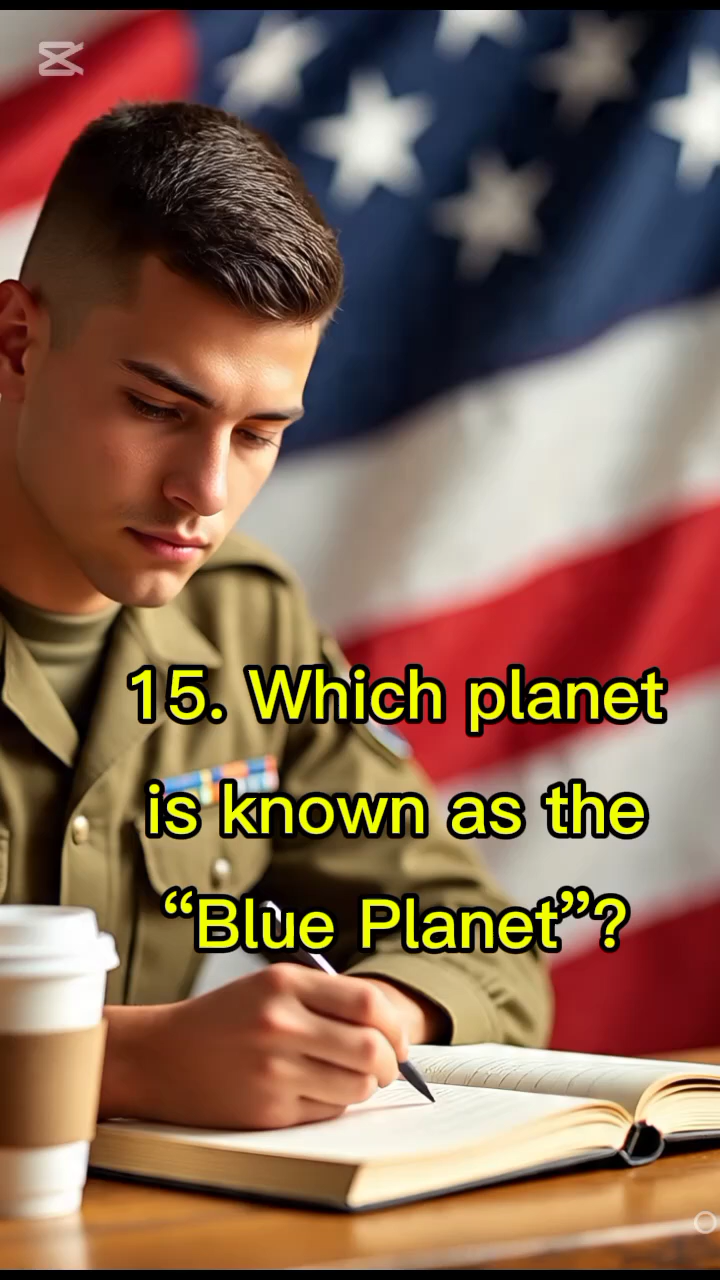 15. Which planet
is known as the
“Blue Planet”?